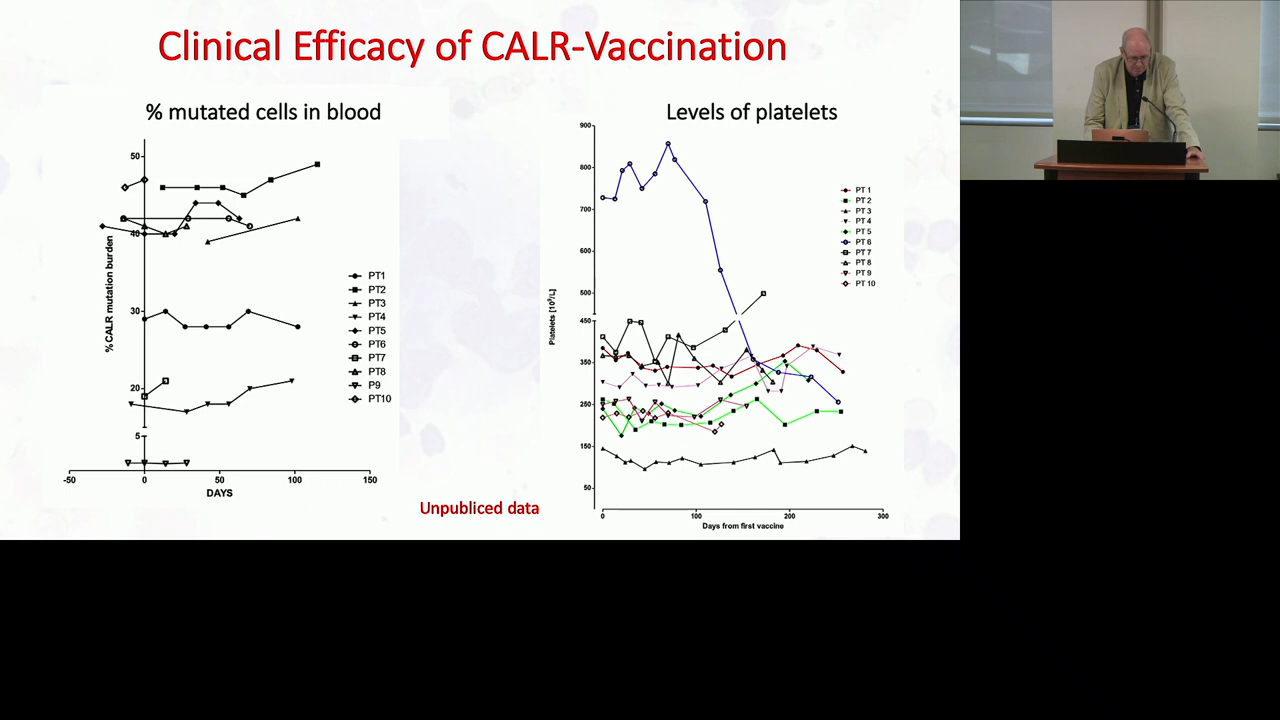 Clinical Efficacy of CALR-Vaccination
% mutated cells in blood
50
40
30
20
5
% CALR mutation burden
-50 0 50 100 150
DAYS
PT1
PT2
PT3
PT4
PT5
PT6
PT7
PT8
P9
PT10
Unpubliced data
Levels of platelets
900
800
700
600
500
450
350
250
150
50
Platelets [10⁹/L]
0 100 200 300
Days from first vaccine
PT 1
PT 2
PT 3
PT 4
PT 5
PT 6
PT 7
PT 8
PT 9
PT 10